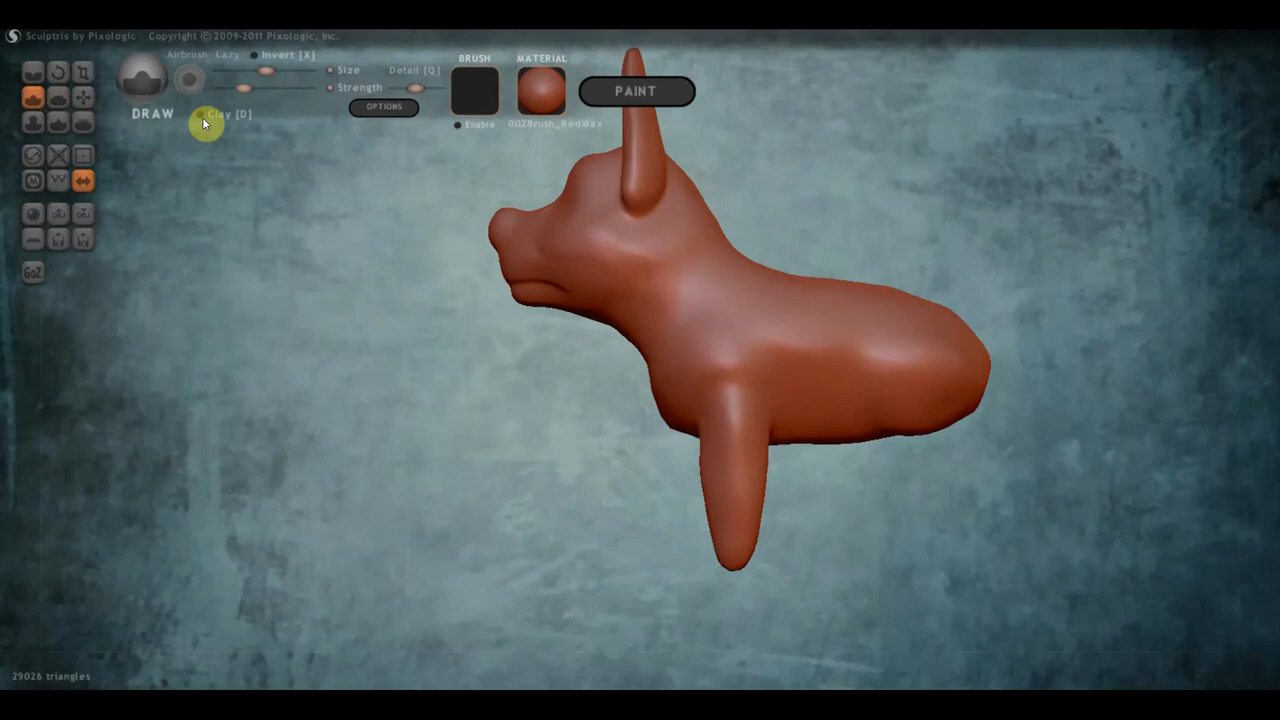 Sculptris by Pixologic Copyright © 2009-2011 Pixologic, Inc.
Airbrush Lazy Invert [X]
Size Detail [Q]
Strength
DRAW Clay [D]
OPTIONS
BRUSH
Enable
MATERIAL
00ZBrush_RedWax
PAINT
GoZ
29026 triangles